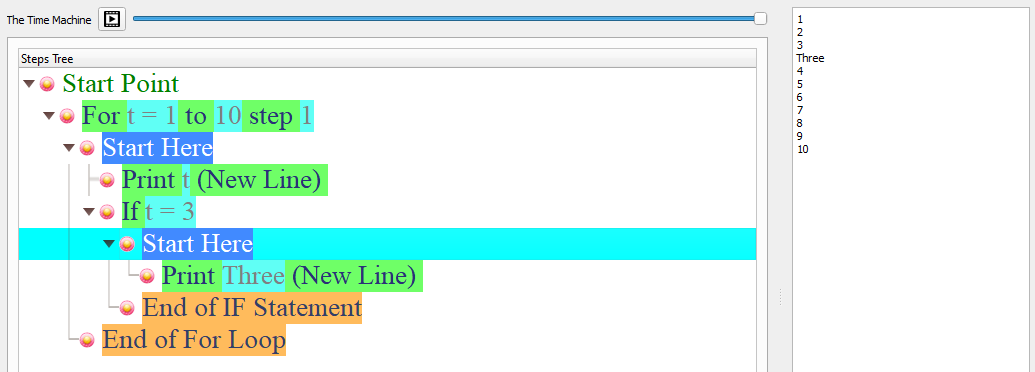 The Time Machine
Steps Tree
Start Point
For t = 1 to 10 step 1
Start Here
Print t (New Line)
If t = 3
Start Here
Print Three (New Line)
End of IF Statement
End of For Loop
1
2
3
Three
4
5
6
7
8
9
10